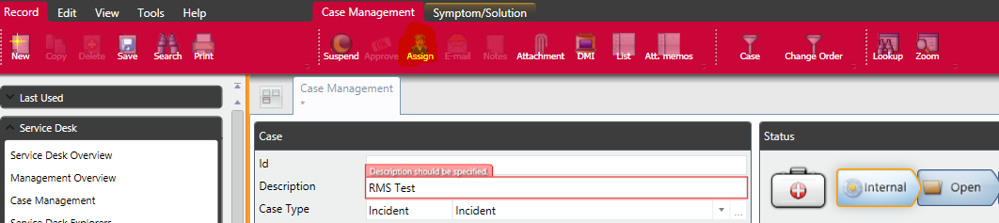 Record Edit View Tools Help Case Management Symptom/Solution
New Copy Delete Save Search Print Suspend Approve Assign E-mail Notes Attachment DMI List Att. memos Case Change Order Lookup Zoom
Last Used
Case Management
*
Service Desk
Case
Status
Service Desk Overview
Id
Description should be specified.
Management Overview
Description
RMS Test
Internal
Open
Case Management
Case Type
Incident
Incident
...
Service Desk Explorers